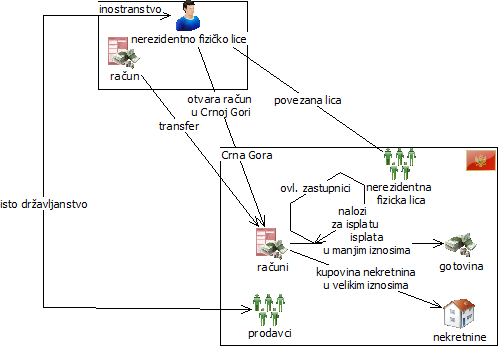 inostranstvo
nerezidentno fizičko lice
račun
otvara račun
u Crnoj Gori
povezana lica
transfer
Crna Gora
ovl. zastupnici
nerezidentna
fizicka lica
isto državljanstvo
nalozi
za isplatu
isplata
u manjim iznosima
računi
gotovina
kupovina nekretnina
u velikim iznosima
prodavci
nekretnine